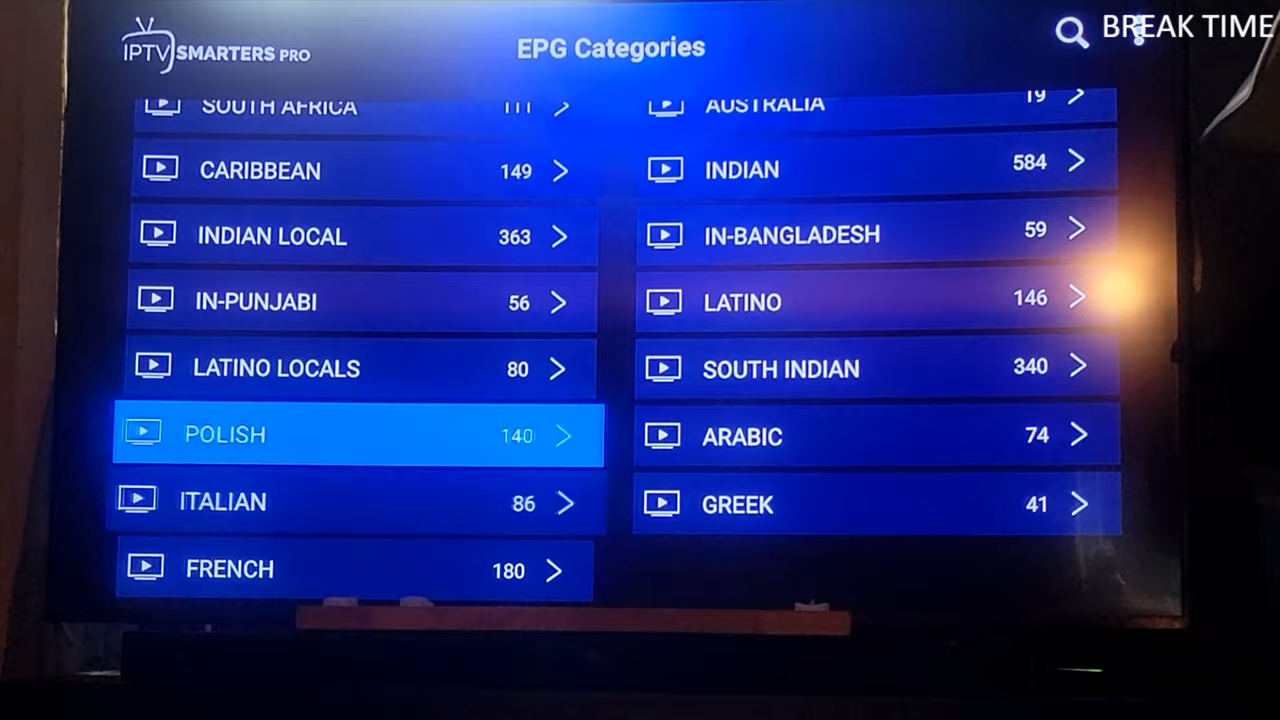 IPTV SMARTERS PRO
EPG Categories
BREAK TIME
SOUTH AFRICA 111
AUSTRALIA 19
CARIBBEAN 149
INDIAN 584
INDIAN LOCAL 363
IN-BANGLADESH 59
IN-PUNJABI 56
LATINO 146
LATINO LOCALS 80
SOUTH INDIAN 340
POLISH 140
ARABIC 74
ITALIAN 86
GREEK 41
FRENCH 180